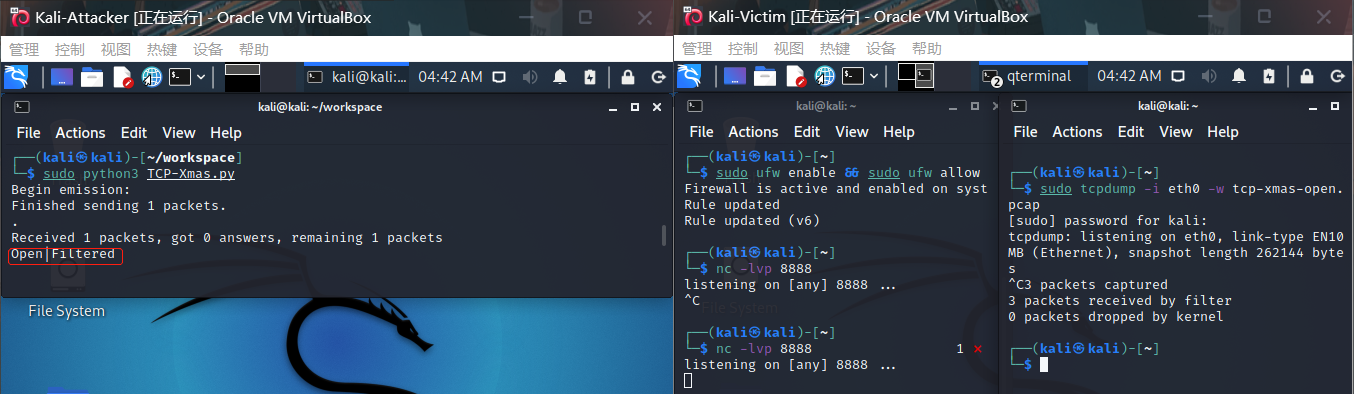 Kali-Attacker [正在运行] - Oracle VM VirtualBox
管理 控制 视图 热键 设备 帮助
kali@kali:... 04:42 AM
kali@kali: ~/workspace
File Actions Edit View Help
┌──(kali㉿kali)-[~/workspace]
└─$ sudo python3 TCP-Xmas.py
Begin emission:
Finished sending 1 packets.
.
Received 1 packets, got 0 answers, remaining 1 packets
Open|Filtered
File System
Kali-Victim [正在运行] - Oracle VM VirtualBox
管理 控制 视图 热键 设备 帮助
2 qterminal 04:42 AM
kali@kali: ~
File Actions Edit View Help
┌──(kali㉿kali)-[~]
└─$ sudo ufw enable && sudo ufw allow
Firewall is active and enabled on syst
Rule updated
Rule updated (v6)
┌──(kali㉿kali)-[~]
└─$ nc -lvp 8888
listening on [any] 8888 ...
^C
┌──(kali㉿kali)-[~]
└─$ nc -lvp 8888 1 ⨯
listening on [any] 8888 ...
kali@kali: ~
File Actions Edit View Help
┌──(kali㉿kali)-[~]
└─$ sudo tcpdump -i eth0 -w tcp-xmas-open.
pcap
[sudo] password for kali:
tcpdump: listening on eth0, link-type EN10
MB (Ethernet), snapshot length 262144 byte
s
^C3 packets captured
3 packets received by filter
0 packets dropped by kernel
┌──(kali㉿kali)-[~]
└─$